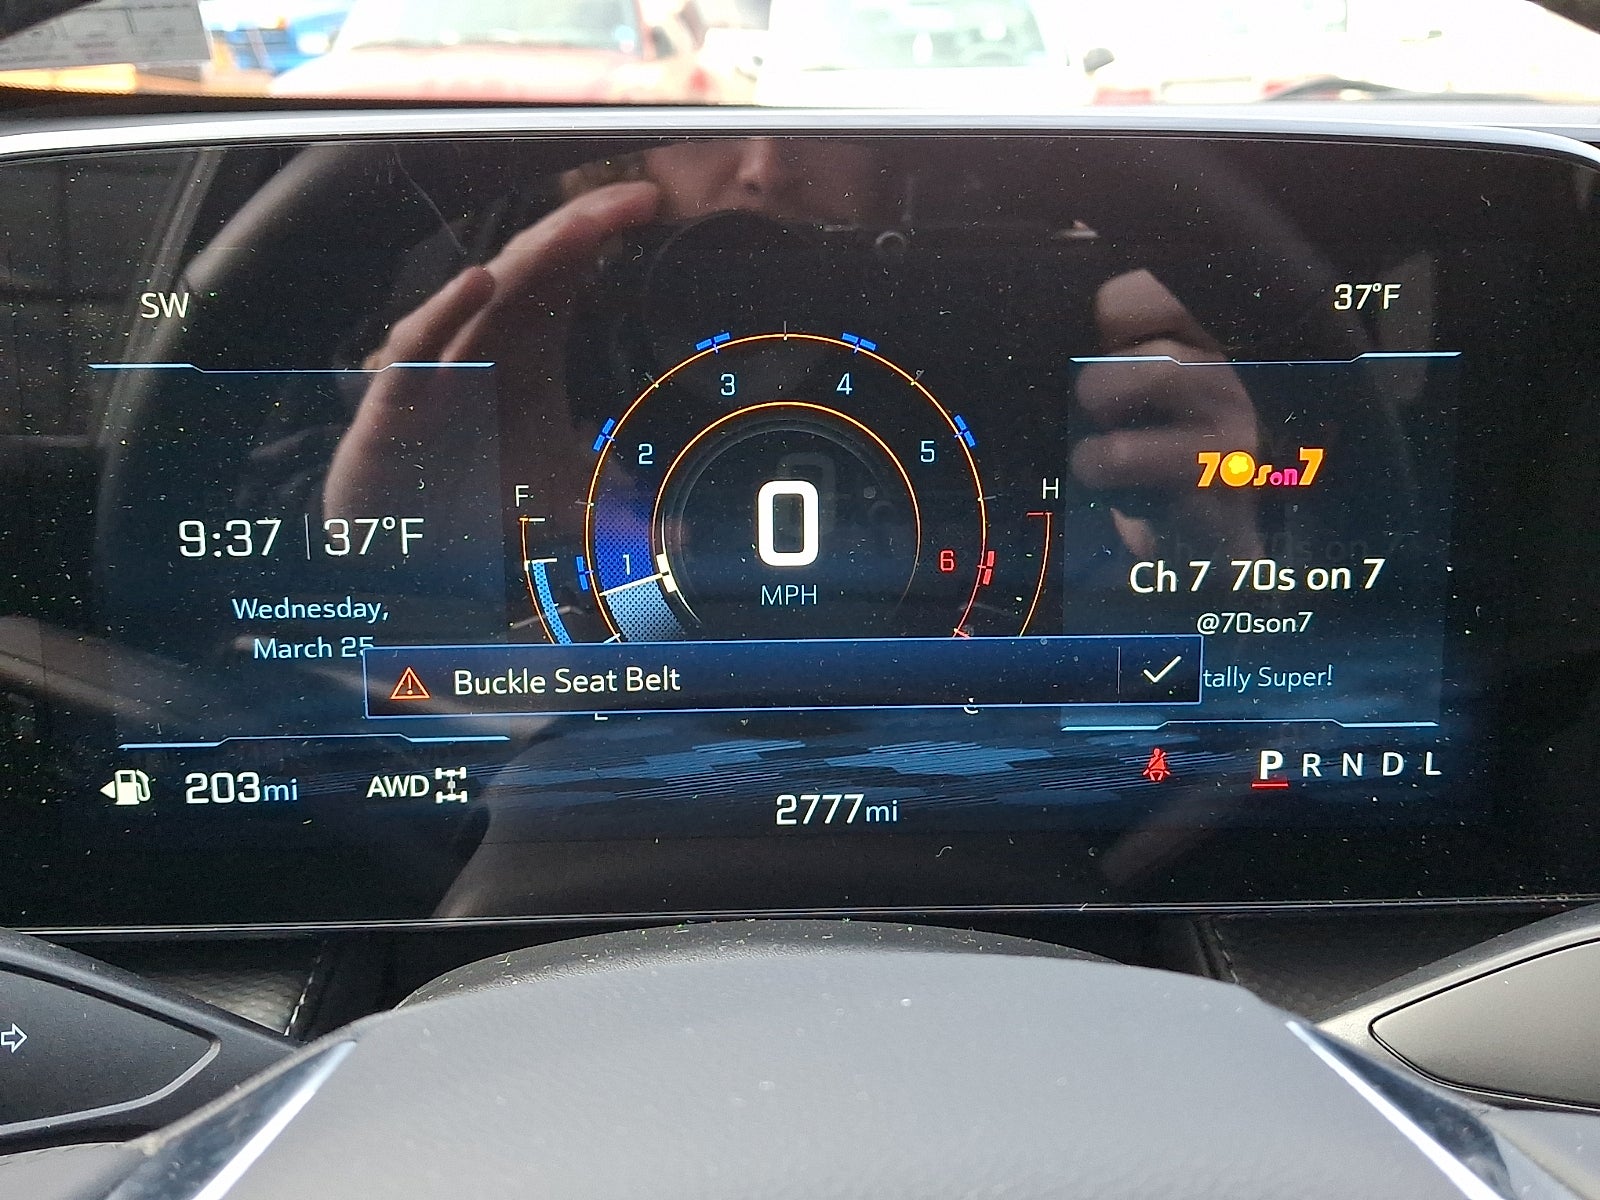 SW
37°F
3
4
2
5
F
H
70son7
0
9:37 37°F
1
6
MPH
Ch 7 70s on 7
Wednesday,
@70son7
March 25
Buckle Seat Belt
tally Super!
203mi
AWD
2777mi
P R N D L